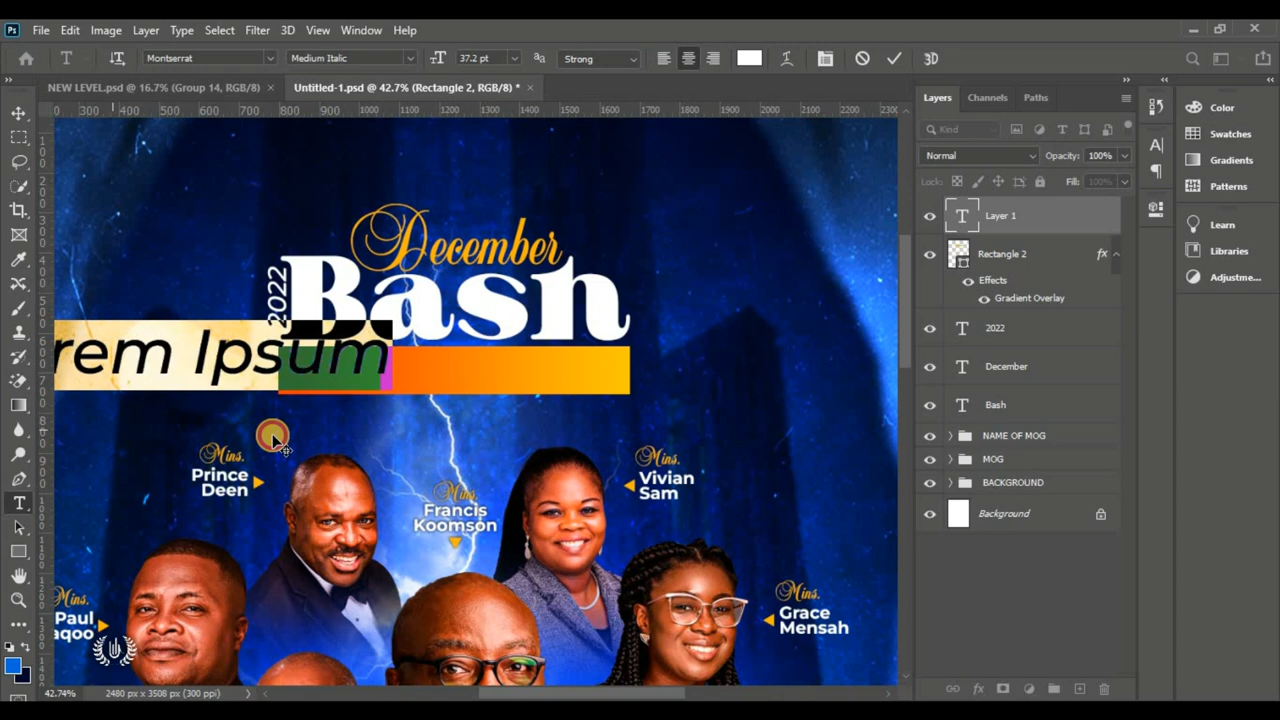 Ps File Edit Image Layer Type Select Filter 3D View Window Help
T Montserrat Medium Italic 37.2 pt aa Strong 3D
NEW LEVEL.psd @ 16.7% (Group 14, RGB/8) × Untitled-1.psd @ 42.7% (Rectangle 2, RGB/8) * ×
Layers Channels Paths
Kind
Normal Opacity: 100%
Lock: Fill: 100%
Layer 1
Rectangle 2 fx
Effects
Gradient Overlay
2022
December
Bash
NAME OF MOG
MOG
BACKGROUND
Background
Color
Swatches
Gradients
Patterns
Learn
Libraries
Adjustme...
December
2022
Bash
rem Ipsum
Mins.
Prince
Deen
Mins.
Francis
Koomson
Mins.
Vivian
Sam
Mins.
Paul
aqoo
Mins.
Grace
Mensah
42.74% 2480 px x 3508 px (300 ppi)